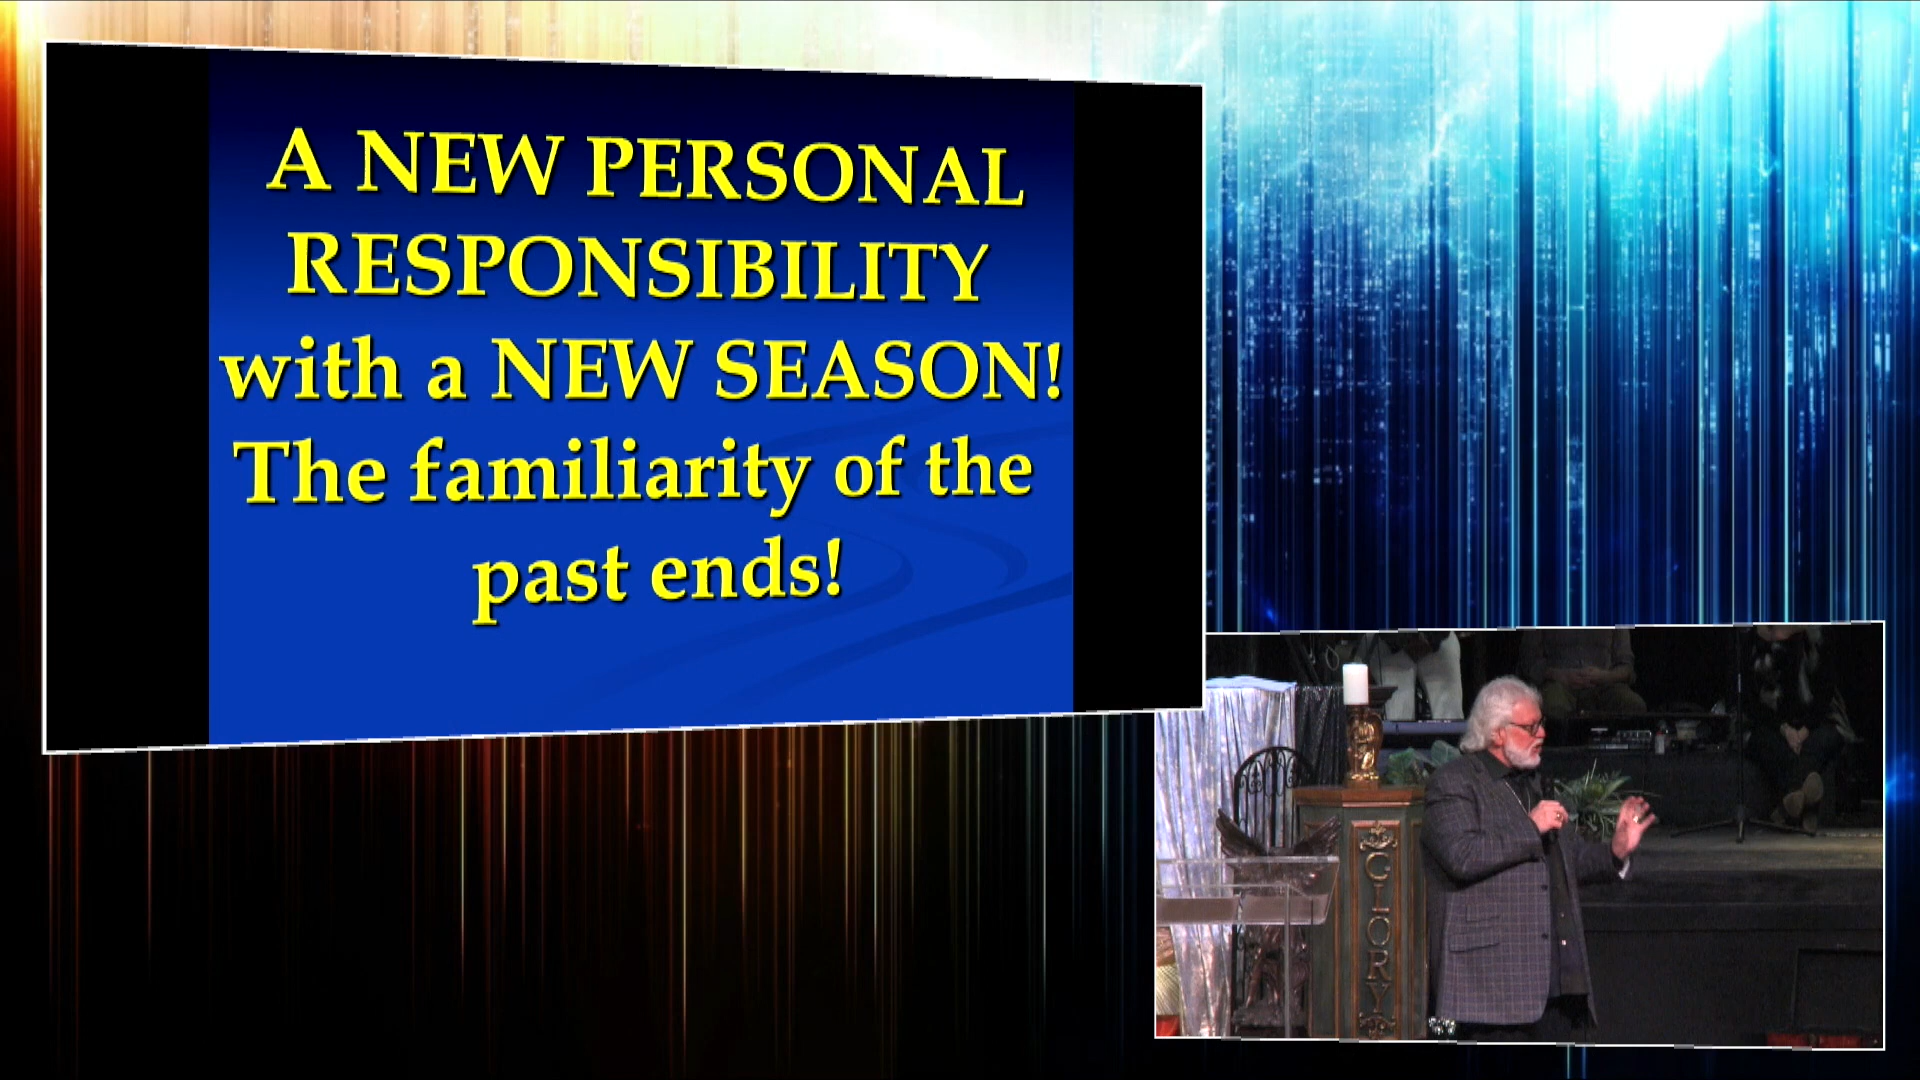 A NEW PERSONAL
RESPONSIBILITY
with a NEW SEASON!
The familiarity of the
past ends!
GLORY